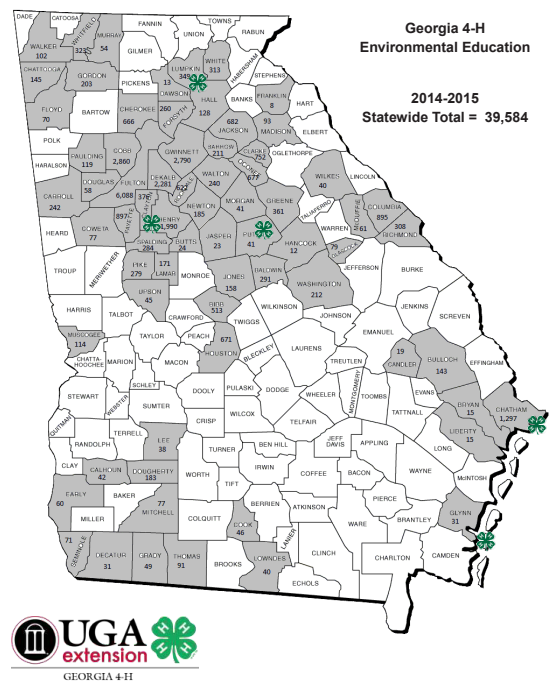 Georgia 4-H
Environmental Education
2014-2015
Statewide Total = 39,584
DADE
CATOOSA
WHITFIELD
323
MURRAY
54
FANNIN
TOWNS
UNION
RABUN
WALKER
102
GILMER
LUMPKIN
WHITE
313
HABERSHAM
CHATTOOGA
145
GORDON
203
PICKENS
13
DAWSON
STEPHENS
FLOYD
70
BARTOW
CHEROKEE
666
260
FORSYTH
HALL
128
BANKS
FRANKLIN
8
HART
682
JACKSON
93
MADISON
ELBERT
POLK
HARALSON
PAULDING
119
COBB
2,860
GWINNETT
2,790
BARROW
211
CLARKE
752
OGLETHORPE
OCONEE
677
DOUGLAS
58
FULTON
6,088
DEKALB
2,281
ROCKDALE
WALTON
240
WILKES
40
LINCOLN
CARROLL
242
897
FAYETTE
CLAYTON
HENRY
1,990
NEWTON
185
MORGAN
41
GREENE
361
TALIAFERRO
MCDUFFIE
61
COLUMBIA
895
308
RICHMOND
HEARD
COWETA
77
SPALDING
284
BUTTS
24
JASPER
23
41
HANCOCK
12
WARREN
79
GLASCOCK
TROUP
MERIWETHER
PIKE
279
171
LAMAR
MONROE
JONES
158
BALDWIN
291
WASHINGTON
212
JEFFERSON
BURKE
UPSON
45
BIBB
513
WILKINSON
JENKINS
SCREVEN
HARRIS
TALBOT
CRAWFORD
TWIGGS
JOHNSON
EMANUEL
MUSCOGEE
114
TAYLOR
PEACH
671
HOUSTON
BLECKLEY
LAURENS
TREUTLEN
19
CANDLER
BULLOCH
143
EFFINGHAM
CHATTA-
HOOCHEE
MARION
MACON
SCHLEY
DOOLY
PULASKI
DODGE
WHEELER
MONTGOMERY
TOOMBS
EVANS
BRYAN
15
CHATHAM
1,297
STEWART
WEBSTER
SUMTER
CRISP
WILCOX
TELFAIR
TATTNALL
LIBERTY
15
QUITMAN
RANDOLPH
TERRELL
LEE
38
TURNER
BEN HILL
JEFF
DAVIS
APPLING
LONG
CLAY
CALHOUN
42
DOUGHERTY
183
WORTH
IRWIN
COFFEE
BACON
WAYNE
McINTOSH
TIFT
EARLY
60
BAKER
77
MITCHELL
COLQUITT
BERRIEN
ATKINSON
PIERCE
MILLER
COOK
46
LANIER
WARE
BRANTLEY
GLYNN
31
71
SEMINOLE
DECATUR
31
GRADY
49
THOMAS
91
BROOKS
LOWNDES
40
CLINCH
ECHOLS
CHARLTON
CAMDEN
UGA
extension
GEORGIA 4-H
H H H H